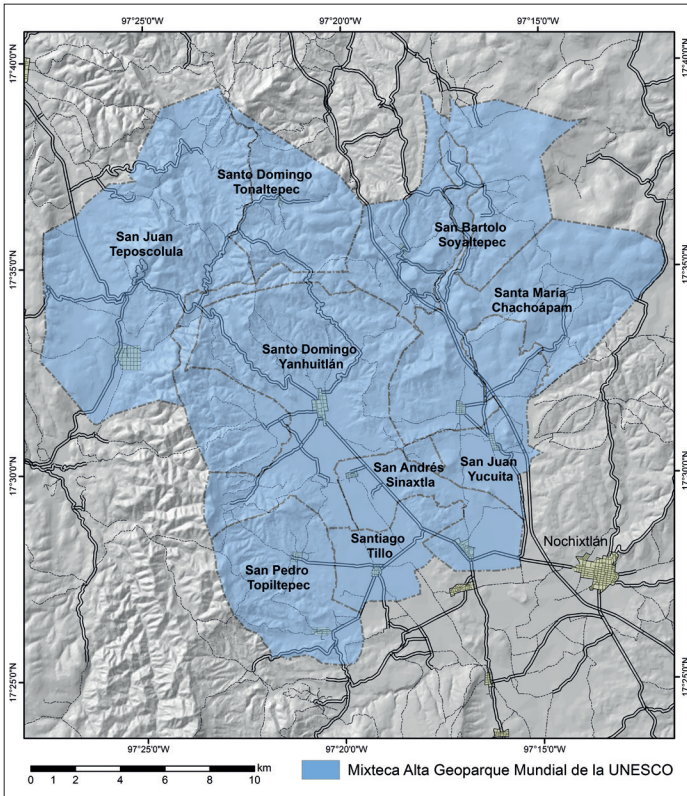 97°25'0"W
97°20'0"W
97°15'0"W
17°40'0"N
17°40'0"N
Santo Domingo
Tonaltepec
San Juan
Teposcolula
San Bartolo
Soyaltepec
17°35'0"N
17°35'0"N
Santa María
Chachoápam
Santo Domingo
Yanhuitlán
San Andrés
Sinaxtla
San Juan
Yucuita
17°30'0"N
17°30'0"N
Santiago
Tillo
Nochixtlán
San Pedro
Topiltepec
17°25'0"N
17°25'0"N
97°25'0"W
97°20'0"W
97°15'0"W
km
0 1 2 4 6 8 10
Mixteca Alta Geoparque Mundial de la UNESCO